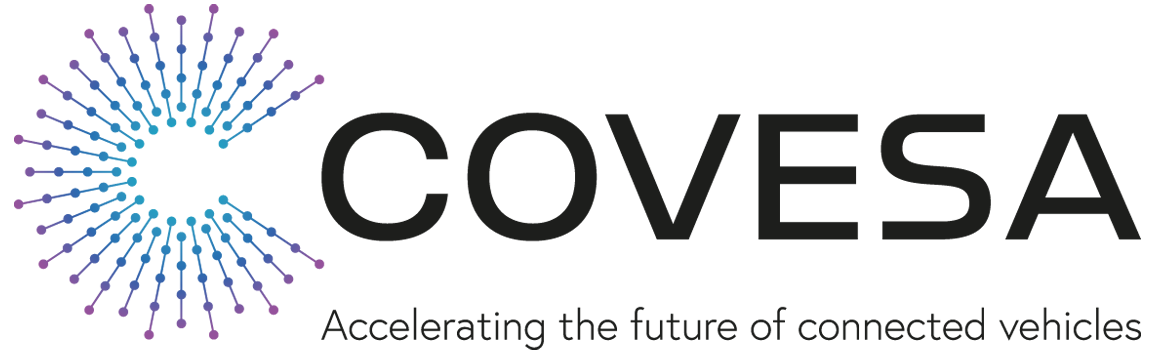 COVESA
Accelerating the future of connected vehicles